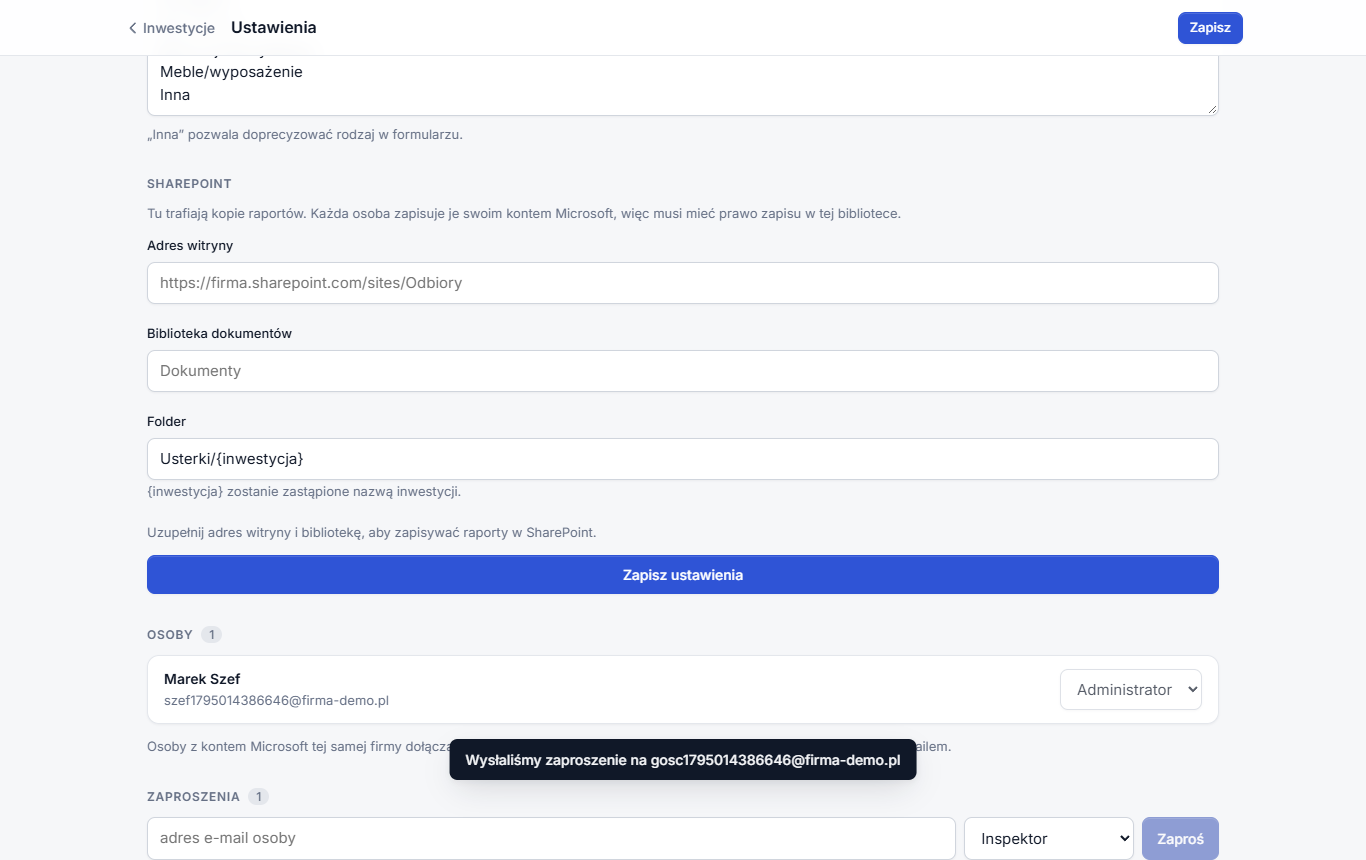 Inwestycje Ustawienia Zapisz
Meble/wyposażenie
Inna
„Inna” pozwala doprecyzować rodzaj w formularzu.
SHAREPOINT
Tu trafiają kopie raportów. Każda osoba zapisuje je swoim kontem Microsoft, więc musi mieć prawo zapisu w tej bibliotece.
Adres witryny
https://firma.sharepoint.com/sites/Odbiory
Biblioteka dokumentów
Dokumenty
Folder
Usterki/{inwestycja}
{inwestycja} zostanie zastąpione nazwą inwestycji.
Uzupełnij adres witryny i bibliotekę, aby zapisywać raporty w SharePoint.
Zapisz ustawienia
OSOBY 1
Marek Szef
szef1795014386646@firma-demo.pl
Administrator
Osoby z kontem Microsoft tej samej firmy
Wysłaliśmy zaproszenie na gosc1795014386646@firma-demo.pl
ZAPROSZENIA 1
adres e-mail osoby Inspektor Zaproś